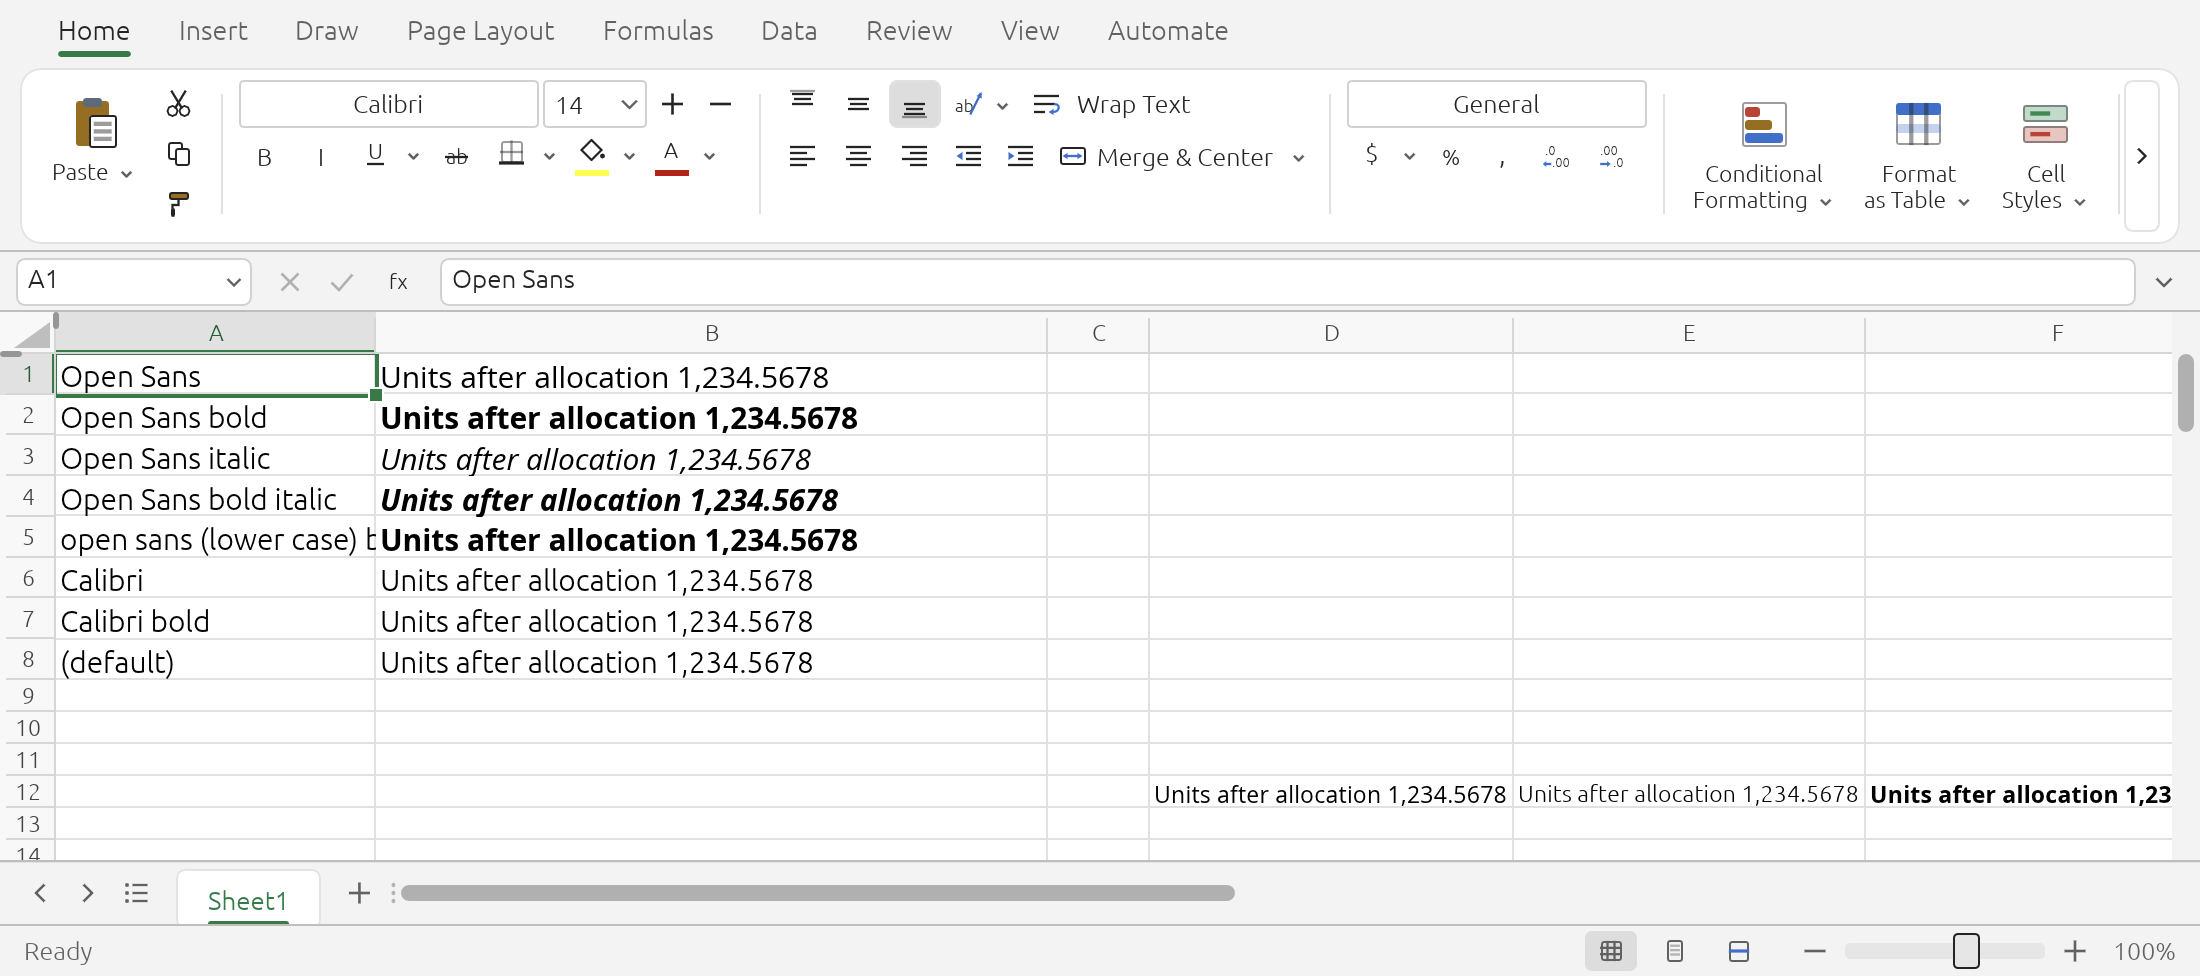 Home Insert Draw Page Layout Formulas Data Review View Automate
Calibri 14 ab Wrap Text General
Paste B I U ab A Merge & Center $ % , .0 .00 .00 .0 Conditional Formatting Format as Table Cell Styles
A1 fx Open Sans
A B C D E F
1 Open Sans Units after allocation 1,234.5678
2 Open Sans bold Units after allocation 1,234.5678
3 Open Sans italic Units after allocation 1,234.5678
4 Open Sans bold italic Units after allocation 1,234.5678
5 open sans (lower case) b Units after allocation 1,234.5678
6 Calibri Units after allocation 1,234.5678
7 Calibri bold Units after allocation 1,234.5678
8 (default) Units after allocation 1,234.5678
9
10
11
12 Units after allocation 1,234.5678 Units after allocation 1,234.5678 Units after allocation 1,23
13
14
Sheet1
Ready 100%